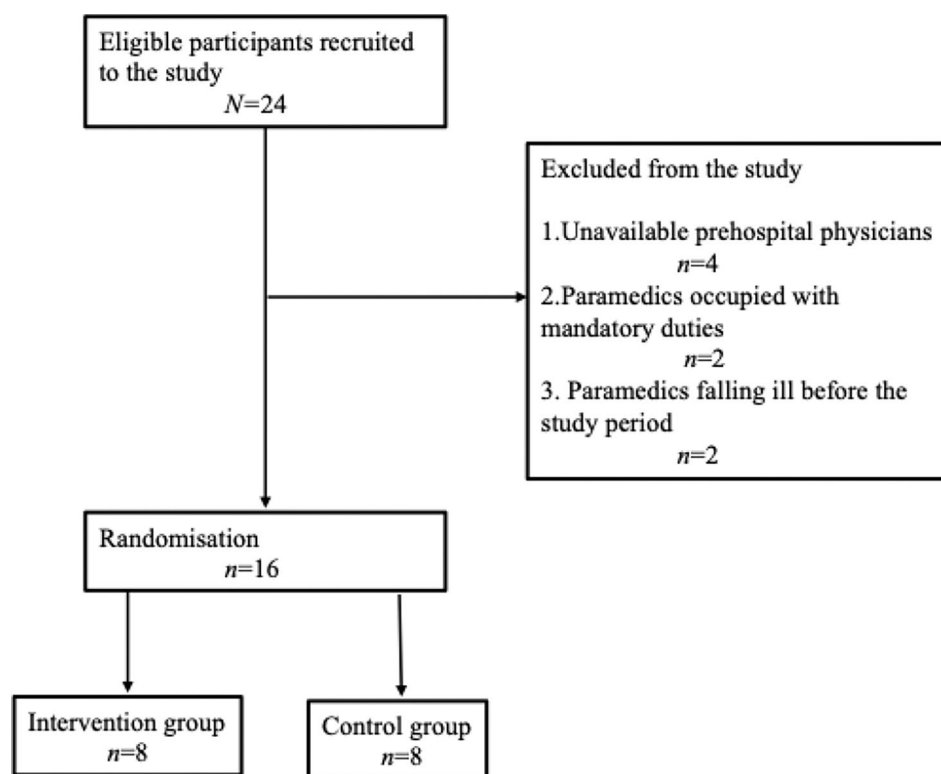 Eligible participants recruited
to the study
N=24
Excluded from the study
1.Unavailable prehospital physicians
n=4
2.Paramedics occupied with
mandatory duties
n=2
3. Paramedics falling ill before the
study period
n=2
Randomisation
n=16
Intervention group
n=8
Control group
n=8